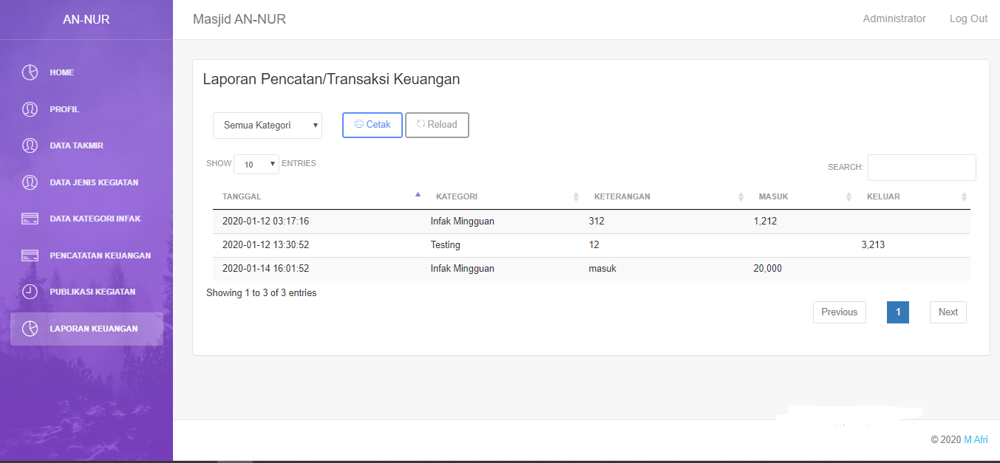 AN-NUR
Masjid AN-NUR
Administrator
Log Out
HOME
PROFIL
DATA TAKMIR
DATA JENIS KEGIATAN
DATA KATEGORI INFAK
PENCATATAN KEUANGAN
PUBLIKASI KEGIATAN
LAPORAN KEUANGAN
Laporan Pencatan/Transaksi Keuangan
Semua Kategori Cetak Reload
SHOW 10 ENTRIES
SEARCH:
TANGGAL KATEGORI KETERANGAN MASUK KELUAR
2020-01-12 03:17:16 Infak Mingguan 312 1,212
2020-01-12 13:30:52 Testing 12 3,213
2020-01-14 16:01:52 Infak Mingguan masuk 20,000
Showing 1 to 3 of 3 entries
Previous 1 Next
© 2020 M Afri